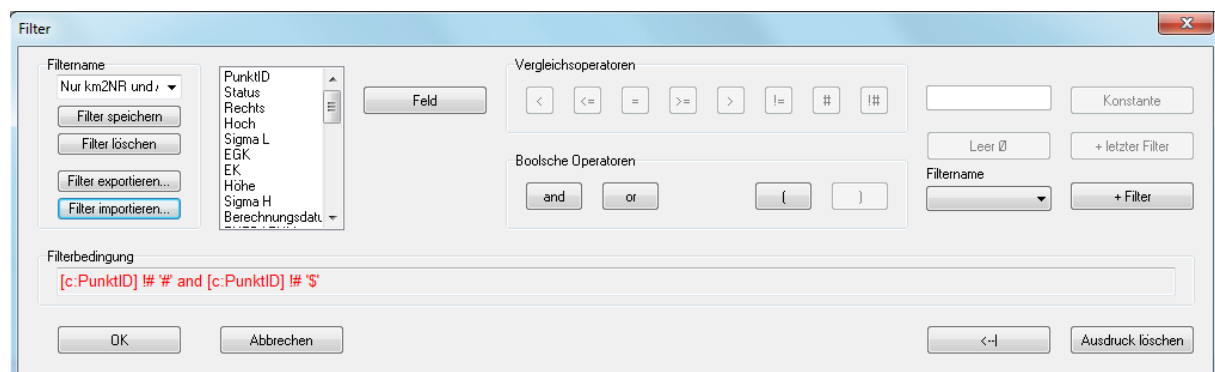 Filter
X
Filtername
Nur km2NR und
Filter speichern
Filter löschen
Filter exportieren...
Filter importieren...
PunktID
Status
Rechts
Hoch
Sigma L
EGK
EK
Höhe
Sigma H
Berechnungsdatu
Feld
Vergleichsoperatoren
< <= = >= > != # !#
Boolsche Operatoren
and or ( )
Konstante
Leer Ø + letzter Filter
Filtername
+ Filter
Filterbedingung
[c:PunktID] !# '#' and [c:PunktID] !# '$'
OK Abbrechen <--| Ausdruck löschen